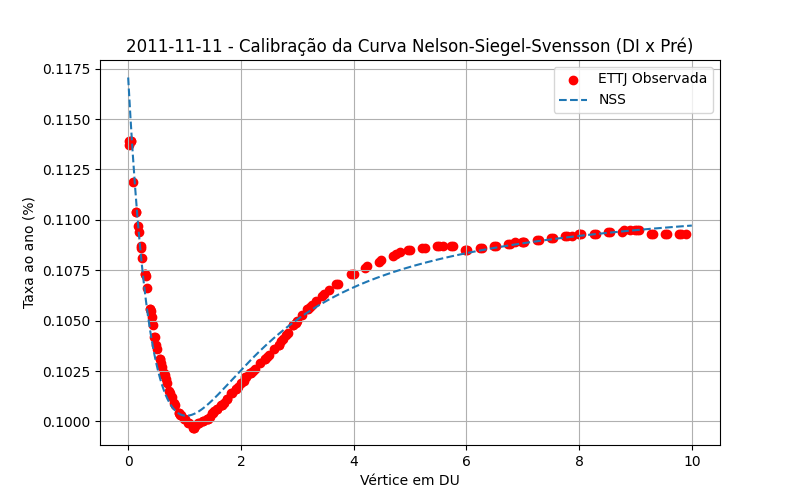 2011-11-11 - Calibração da Curva Nelson-Siegel-Svensson (DI x Pré)
ETTJ Observada
NSS
Taxa ao ano (%)
0.1175
0.1150
0.1125
0.1100
0.1075
0.1050
0.1025
0.1000
0 2 4 6 8 10
Vértice em DU